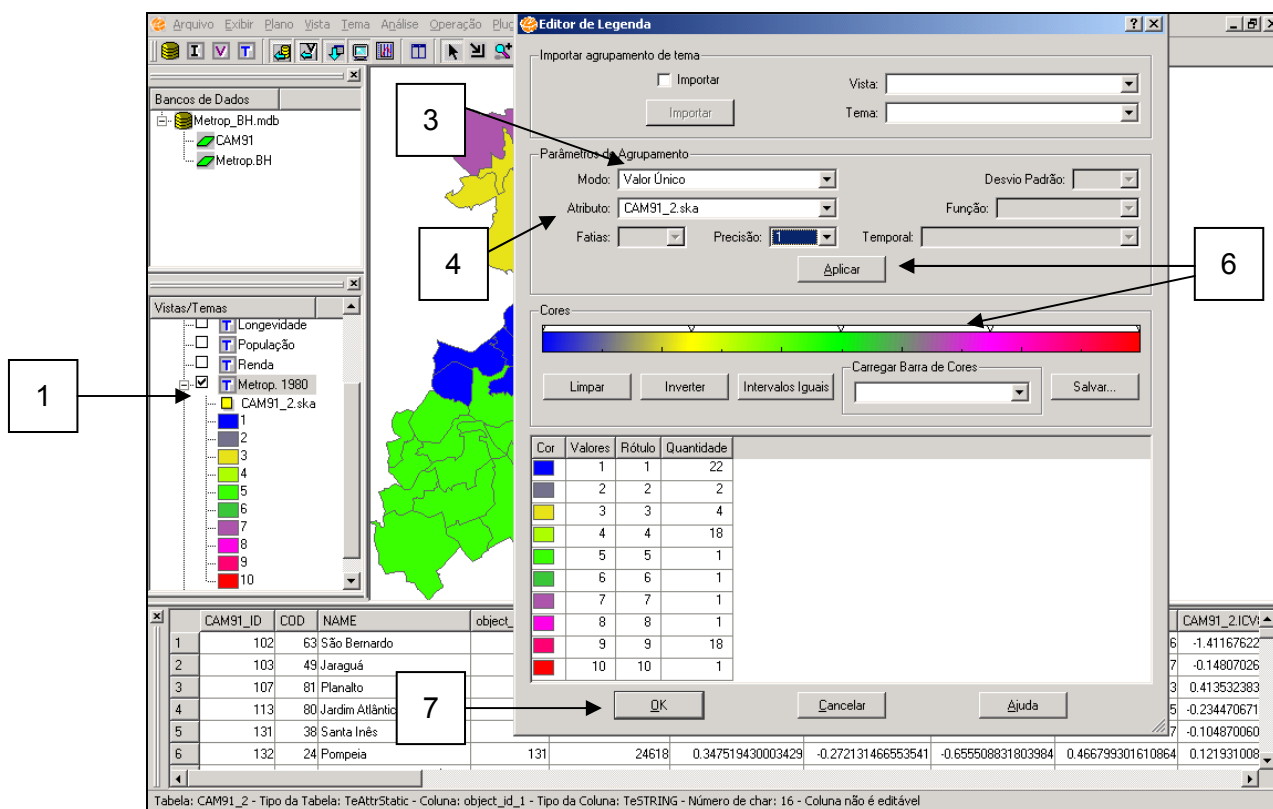 Arquivo Exibir Plano Vista Tema Análise Operação Plug
Editor de Legenda
Bancos de Dados
Metrop_BH.mdb
CAM91
Metrop.BH
Importar agrupamento de tema
Importar
Vista:
Importar
Tema:
3
Parâmetros de Agrupamento
Modo: Valor Único
Desvio Padrão:
Atributo: CAM91_2.ska
Função:
Fatias:
Precisão: 1
Temporal:
Aplicar
4
6
Vistas/Temas
Longevidade
População
Renda
Metrop. 1980
CAM91_2.ska
1
2
3
4
5
6
7
8
9
10
1
Cores
Limpar
Inverter
Intervalos Iguais
Carregar Barra de Cores
Salvar...
Cor Valores Rótulo Quantidade
1 1 22
2 2 2
3 3 4
4 4 18
5 5 1
6 6 1
7 7 1
8 8 1
9 9 18
10 10 1
7
OK
Cancelar
Ajuda
CAM91_ID COD NAME object_ CAM91_2.ICV
1 102 63 São Bernardo 6 -1.41167622
2 103 49 Jaraguá 7 -0.14807026
3 107 81 Planalto 3 0.413532383
4 113 80 Jardim Atlântic 5 -0.234470671
5 131 38 Santa Inês 7 -0.104870060
6 132 24 Pompeia 131 24618 0.347519430003429 -0.272131466553541 -0.655508831803984 0.466799301610864 0.121931008
Tabela: CAM91_2 - Tipo da Tabela: TeAttrStatic - Coluna: object_id_1 - Tipo da Coluna: TeSTRING - Número de char: 16 - Coluna não é editável